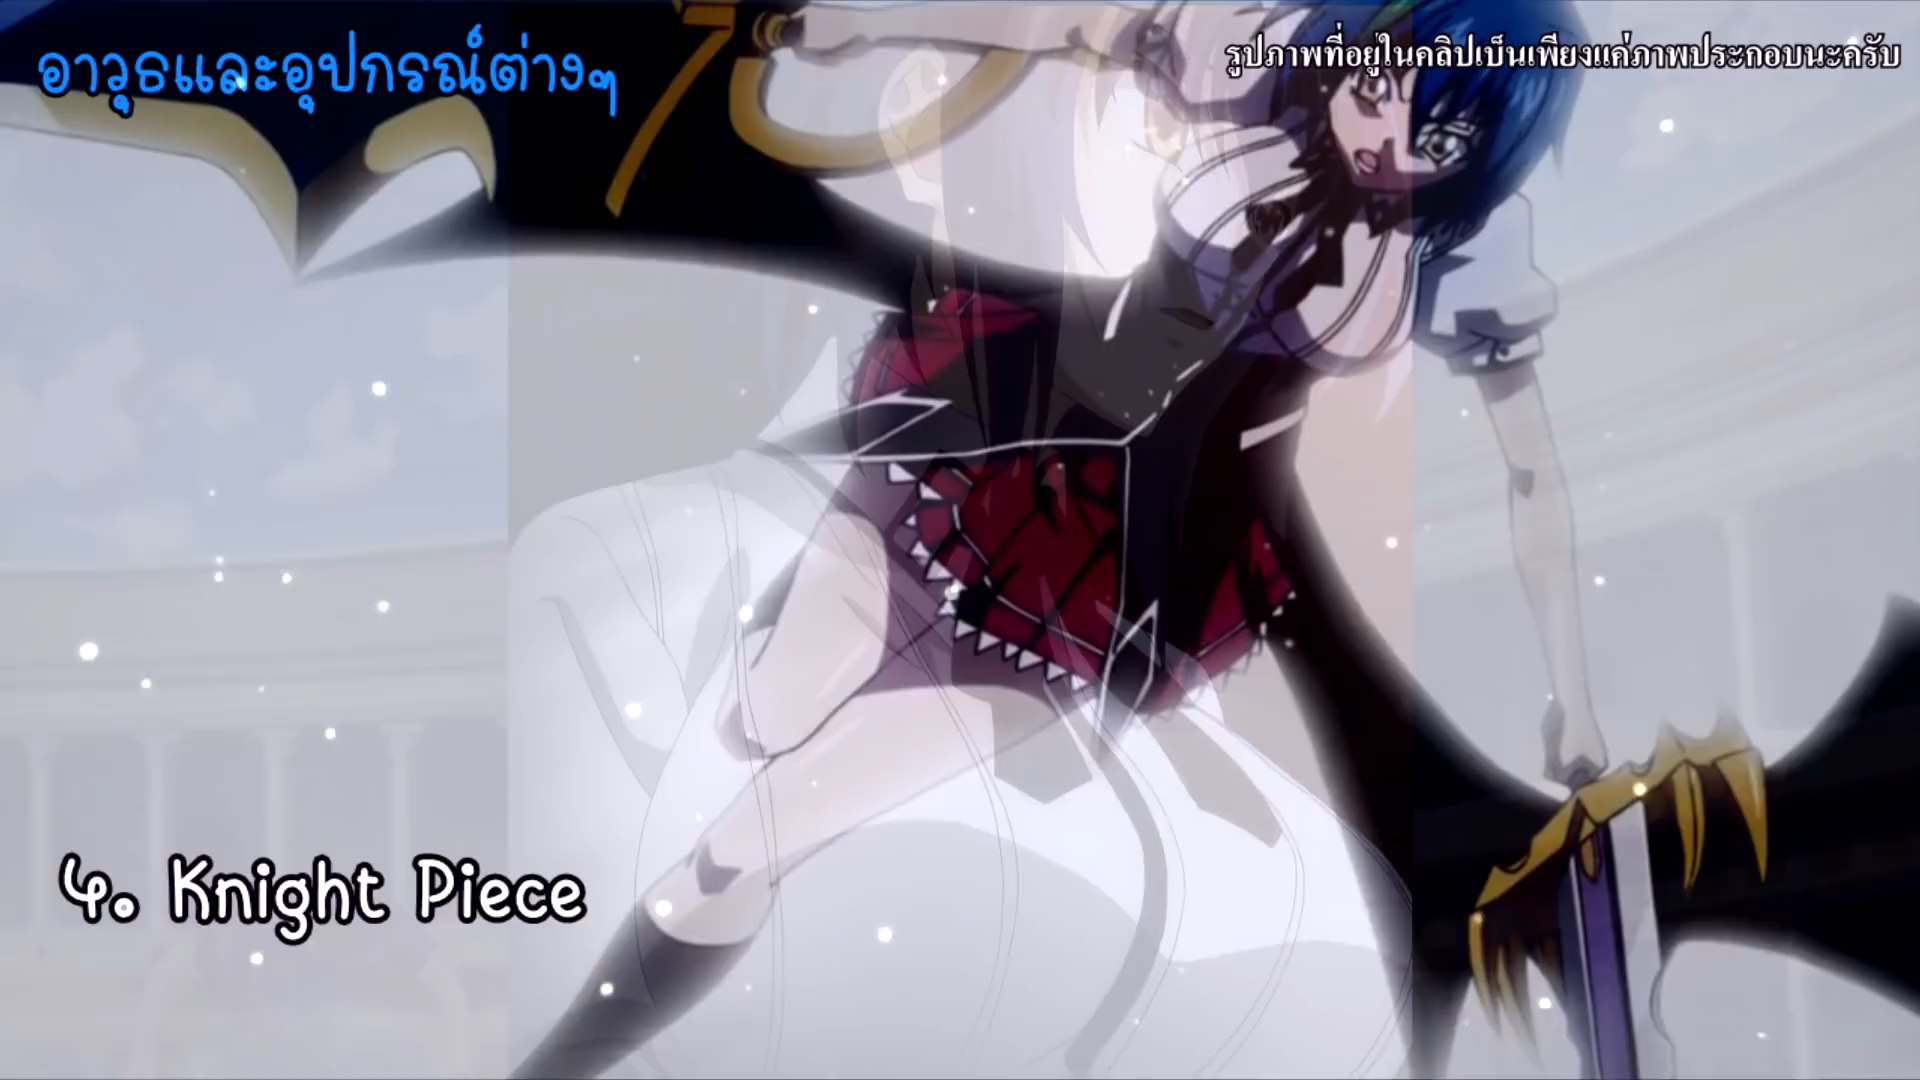 อาวุธและอุปกรณ์ต่างๆ
รูปภาพที่อยู่ในคลิปเป็นเพียงแค่ภาพประกอบนะครับ
4. Knight Piece